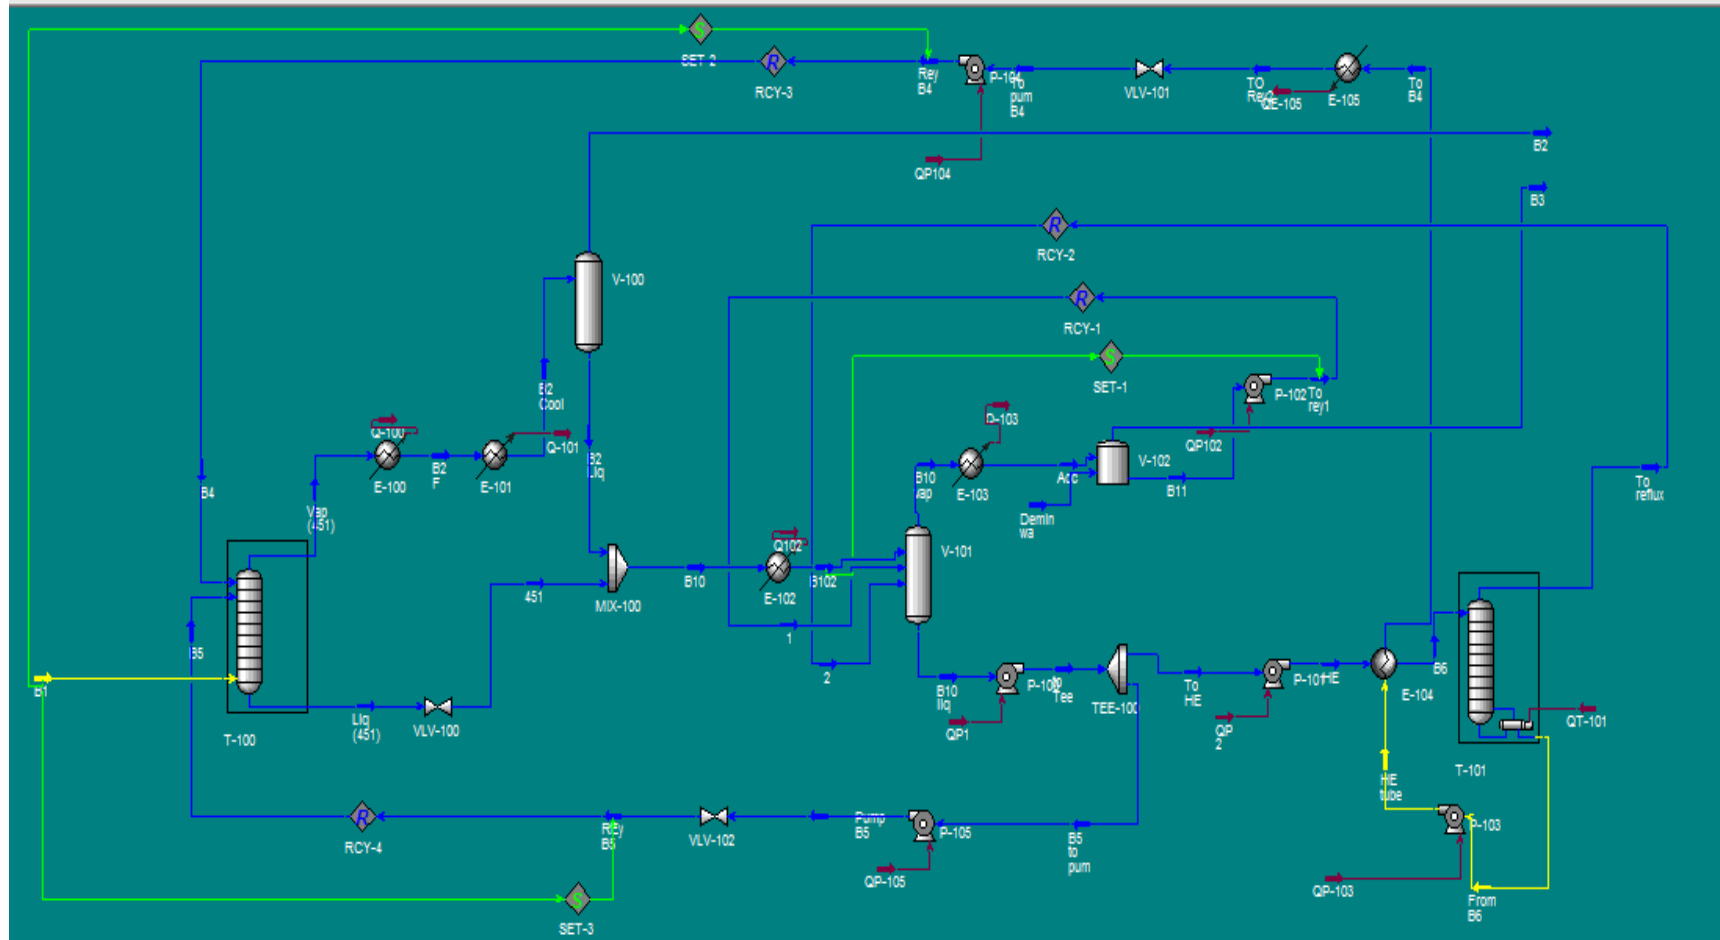 SET-2
RCY-3
Rey
B4
P-104
To
pum
B4
VLV-101
TO
Rey2
QE-105
E-105
To
B4
QP104
B2
B3
RCY-2
V-100
RCY-1
SET-1
B2
Cool
P-102
To
rey1
Q-100
Q-101
Q-103
QP102
B2
Liq
V-102
E-100
B2
F
E-101
B10
vap
E-103
B11
To
reflux
B4
Vap
(451)
Demin
wa
Q102
V-101
B10
B102
E-102
451
MIX-100
1
B5
2
B1
B10
liq
P-100
to
Tee
TEE-100
To
HE
P-101
HE
B6
E-104
Liq
(451)
VLV-100
T-100
QP1
QP
2
QT-101
T-101
HE
tube
RCY-4
Rey
B5
VLV-102
Pump
B5
P-105
B5
to
pum
P-103
QP-105
QP-103
From
B6
SET-3